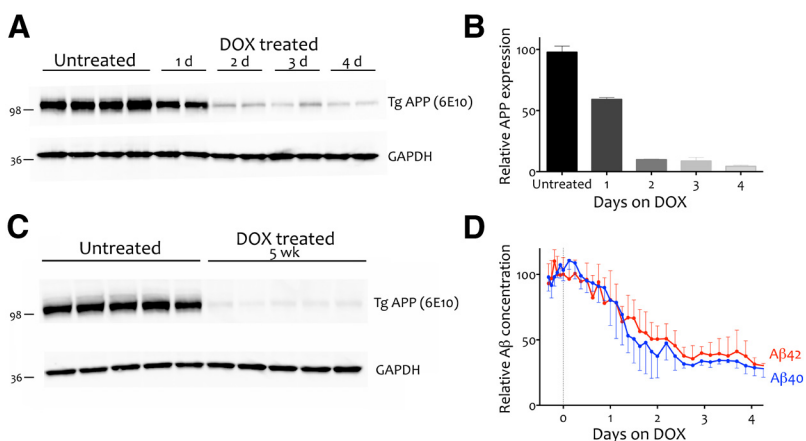 A
DOX treated
Untreated
1 d
2 d
3 d
4 d
98
Tg APP (6E10)
36
GAPDH
B
Relative APP expression
100
50
0
Untreated
1
2
3
4
Days on DOX
C
Untreated
DOX treated
5 wk
98
Tg APP (6E10)
36
GAPDH
D
Relative Aβ concentration
100
50
0
Aβ42
Aβ40
0
1
2
3
4
Days on DOX